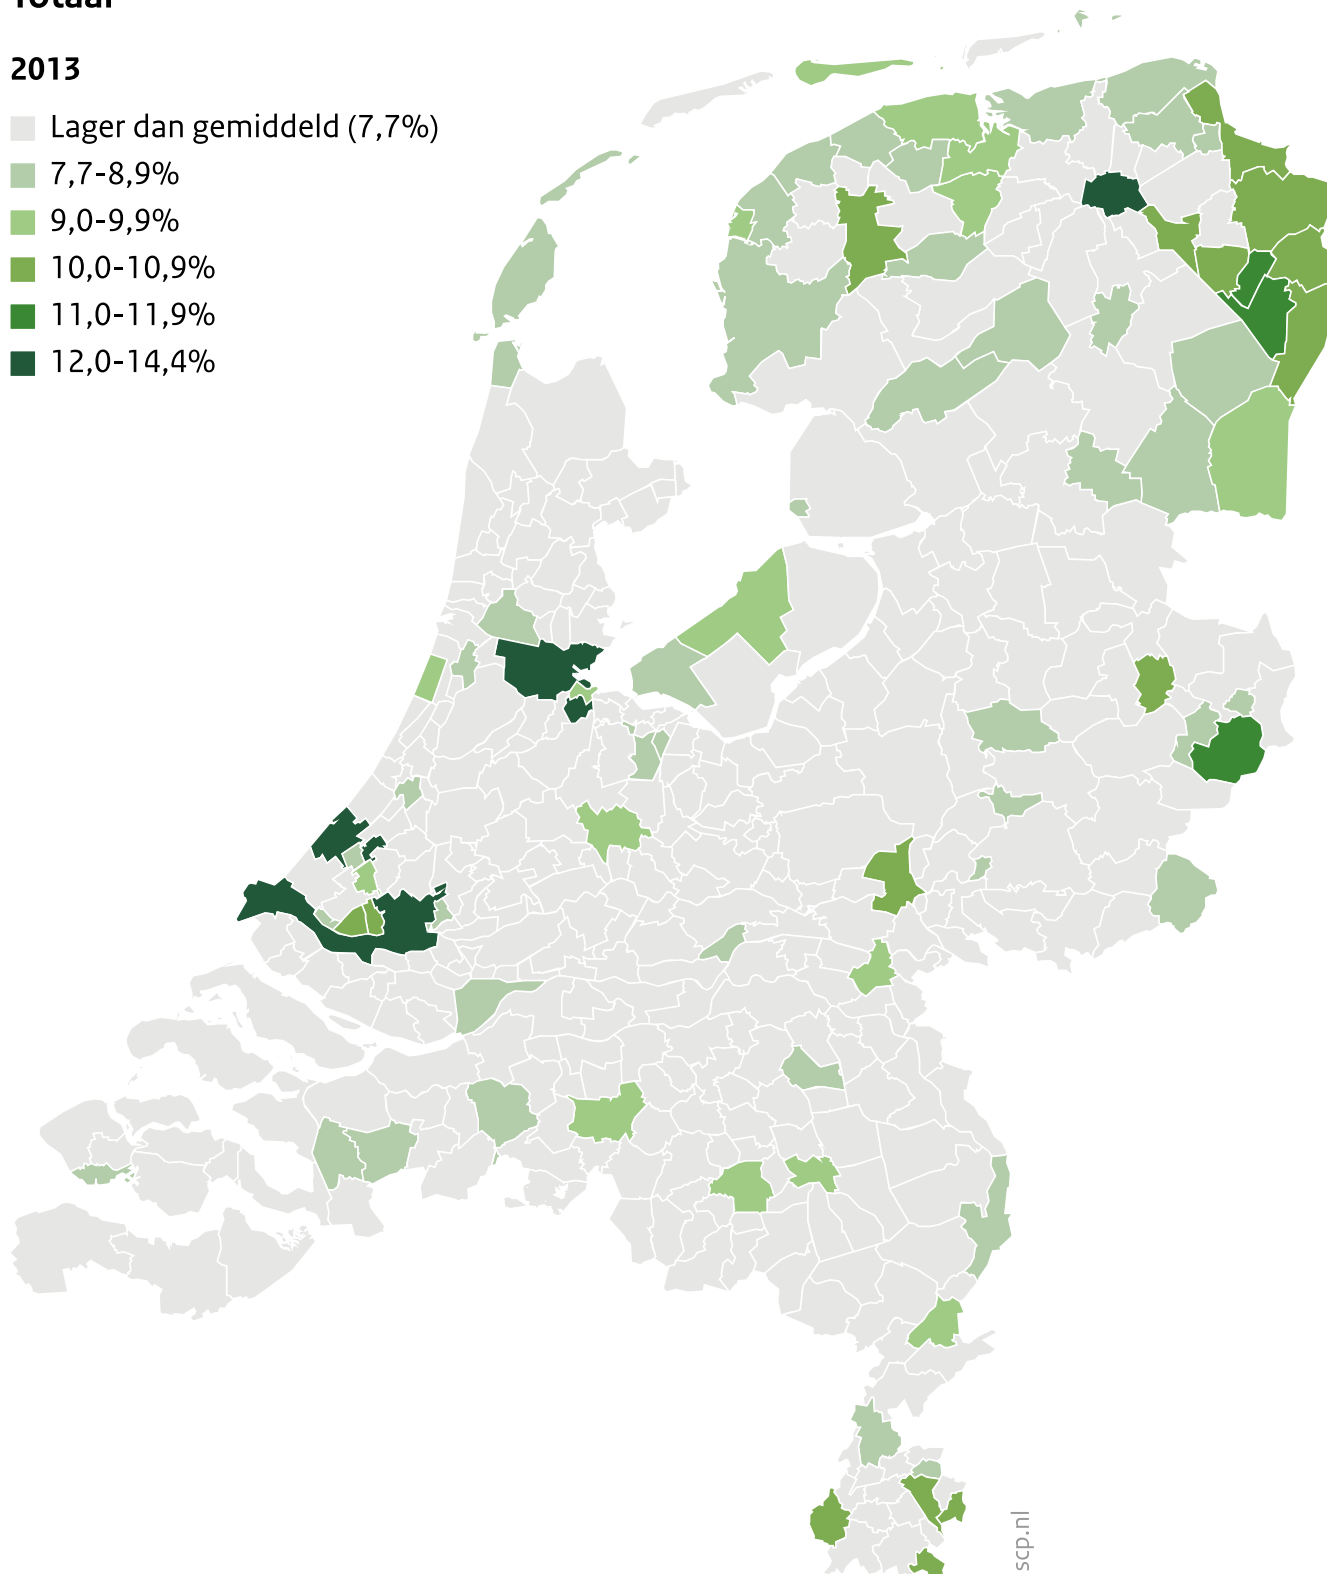 Totaal
2013
Lager dan gemiddeld (7,7%)
7,7-8,9%
9,0-9,9%
10,0-10,9%
11,0-11,9%
12,0-14,4%
scp.nl